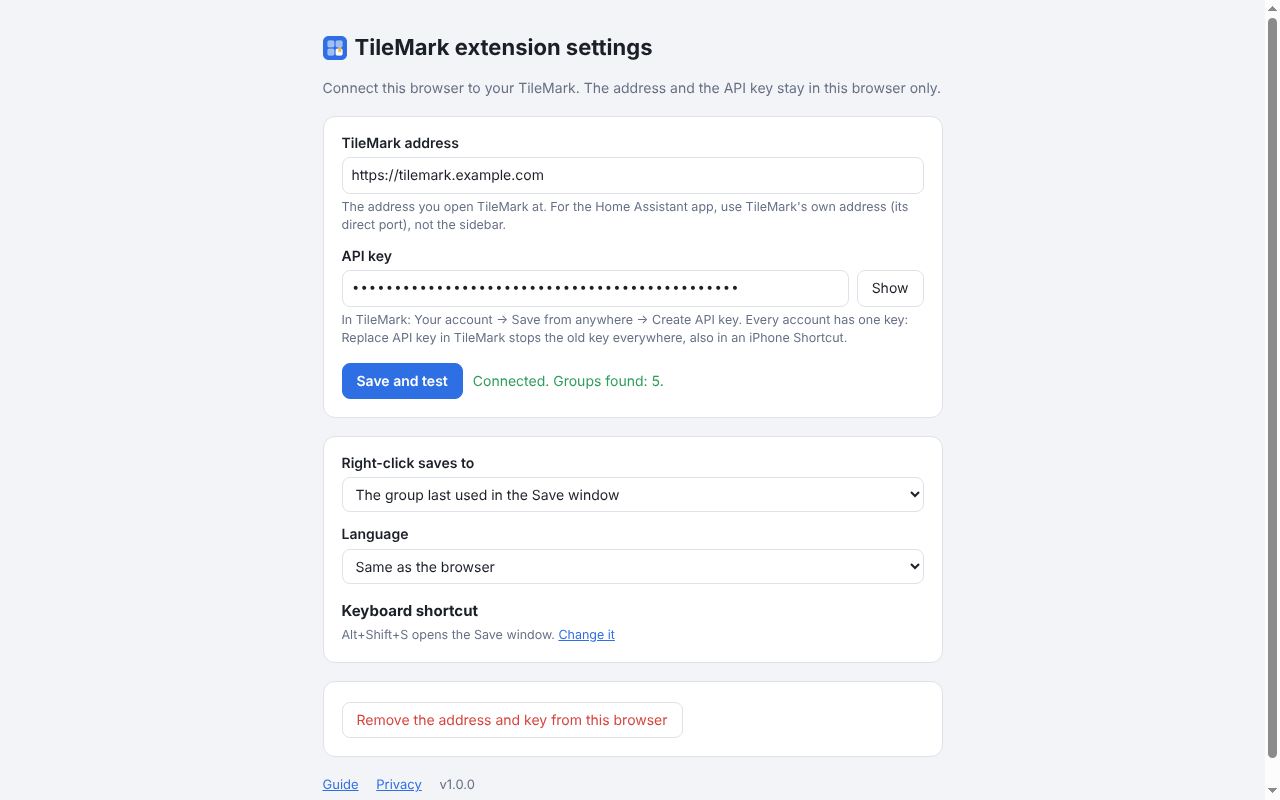 TileMark extension settings
Connect this browser to your TileMark. The address and the API key stay in this browser only.
TileMark address
https://tilemark.example.com
The address you open TileMark at. For the Home Assistant app, use TileMark's own address (its
direct port), not the sidebar.
API key
••••••••••••••••••••••••••••••••••••••••••••••
Show
In TileMark: Your account → Save from anywhere → Create API key. Every account has one key:
Replace API key in TileMark stops the old key everywhere, also in an iPhone Shortcut.
Save and test
Connected. Groups found: 5.
Right-click saves to
The group last used in the Save window
Language
Same as the browser
Keyboard shortcut
Alt+Shift+S opens the Save window. Change it
Remove the address and key from this browser
Guide Privacy v1.0.0